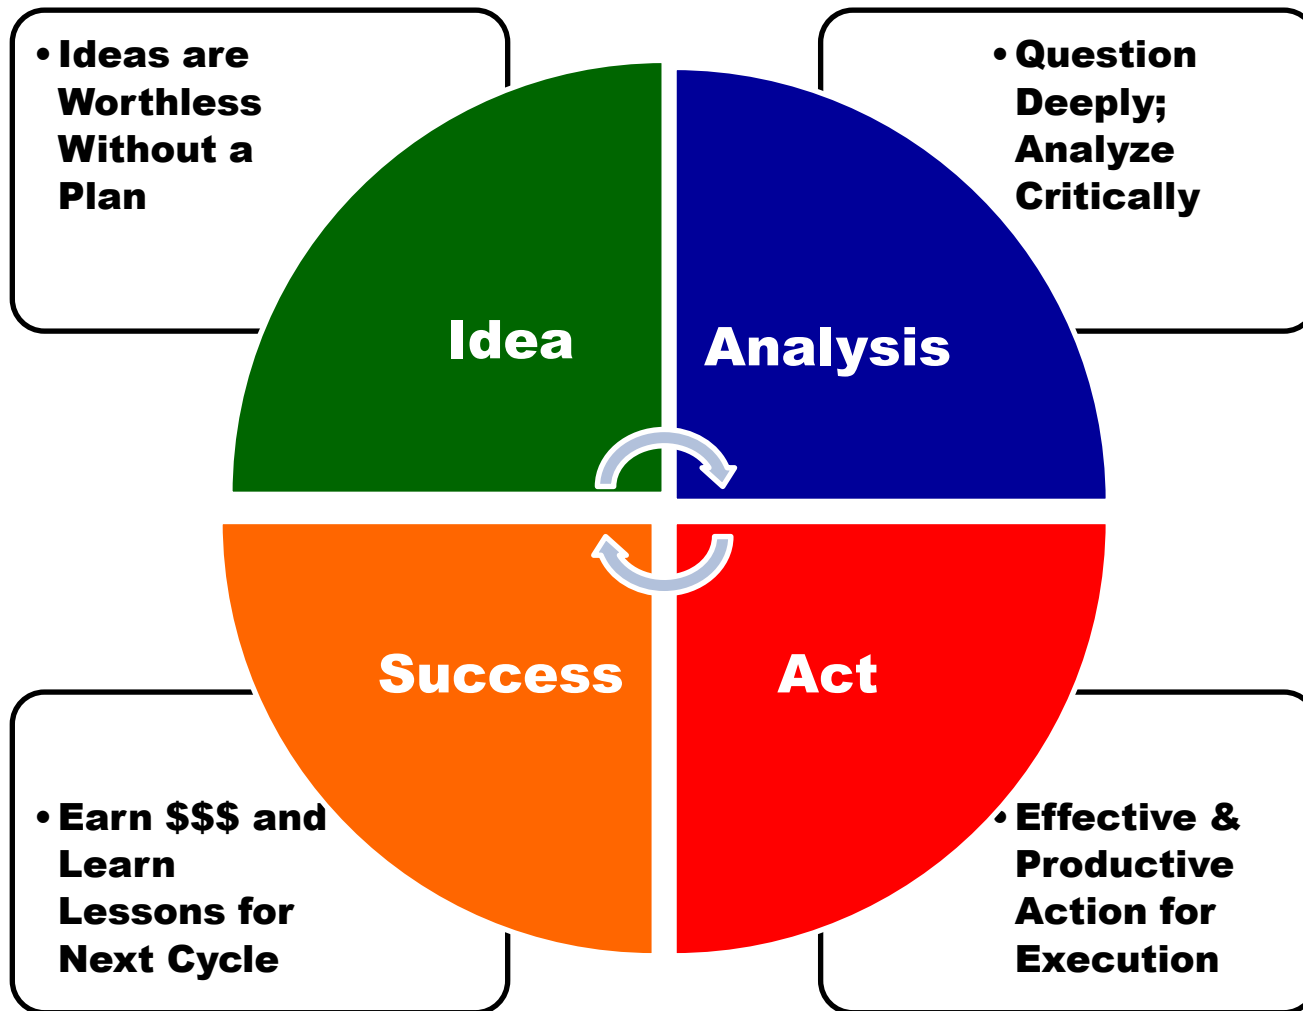 • Ideas are
Worthless
Without a
Plan
• Question
Deeply;
Analyze
Critically
Idea
Analysis
Success
Act
• Earn $$$ and
Learn
Lessons for
Next Cycle
• Effective &
Productive
Action for
Execution